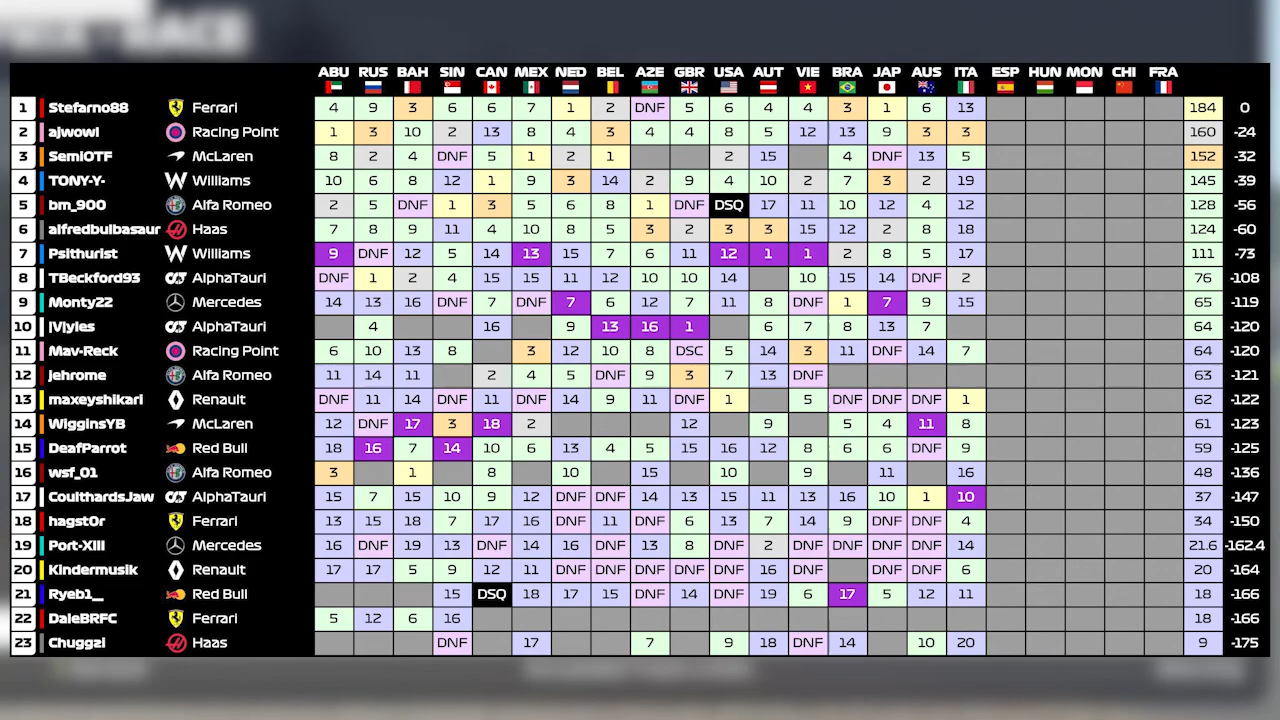 ABU RUS BAH SIN CAN MEX NED BEL AZE GBR USA AUT VIE BRA JAP AUS ITA ESP HUN MON CHI FRA
1 Stefarno88 Ferrari 4 9 3 6 6 7 1 2 DNF 5 6 4 4 3 1 6 13 184 0
2 ajwowl Racing Point 1 3 10 2 13 8 4 3 4 4 8 5 12 13 9 3 3 160 -24
3 SemiOTF McLaren 8 2 4 DNF 5 1 2 1 2 15 4 DNF 13 5 152 -32
4 TONY-Y- Williams 10 6 8 12 1 9 3 14 2 9 4 10 2 7 3 2 19 145 -39
5 bm_900 Alfa Romeo 2 5 DNF 1 3 5 6 8 1 DNF DSQ 17 11 10 12 4 12 128 -56
6 alfredbulbasaur Haas 7 8 9 11 4 10 8 5 3 2 3 3 15 12 2 8 18 124 -60
7 Psithurist Williams 9 DNF 12 5 14 13 15 7 6 11 12 1 1 2 8 5 17 111 -73
8 TBeckford93 AlphaTauri DNF 1 2 4 15 15 11 12 10 10 14 10 15 14 DNF 2 76 -108
9 Monty22 Mercedes 14 13 16 DNF 7 DNF 7 6 12 7 11 8 DNF 1 7 9 15 65 -119
10 |V|yles AlphaTauri 4 16 9 13 16 1 6 7 8 13 7 64 -120
11 Mav-Reck Racing Point 6 10 13 8 3 12 10 8 DSC 5 14 3 11 DNF 14 7 64 -120
12 jehrome Alfa Romeo 11 14 11 2 4 5 DNF 9 3 7 13 DNF 63 -121
13 maxeyshikari Renault DNF 11 14 DNF 11 DNF 14 9 11 DNF 1 5 DNF DNF DNF 1 62 -122
14 WigginsYB McLaren 12 DNF 17 3 18 2 12 9 5 4 11 8 61 -123
15 DeafParrot Red Bull 18 16 7 14 10 6 13 4 5 15 16 12 8 6 6 DNF 9 59 -125
16 wsf_01 Alfa Romeo 3 1 8 10 15 10 9 11 16 48 -136
17 CoulthardsJaw AlphaTauri 15 7 15 10 9 12 DNF DNF 14 13 15 11 13 16 10 1 10 37 -147
18 hagst0r Ferrari 13 15 18 7 17 16 DNF 11 DNF 6 13 7 14 9 DNF DNF 4 34 -150
19 Port-XIII Mercedes 16 DNF 19 13 DNF 14 16 DNF 13 8 DNF 2 DNF DNF DNF DNF 14 21.6 -162.4
20 Kindermusik Renault 17 17 5 9 12 11 DNF DNF DNF DNF DNF 16 DNF DNF DNF 6 20 -164
21 Ryeb1__ Red Bull 15 DSQ 18 17 15 DNF 14 DNF 19 6 17 5 12 11 18 -166
22 DaleBRFC Ferrari 5 12 6 16 18 -166
23 Chuggzi Haas DNF 17 7 9 18 DNF 14 10 20 9 -175